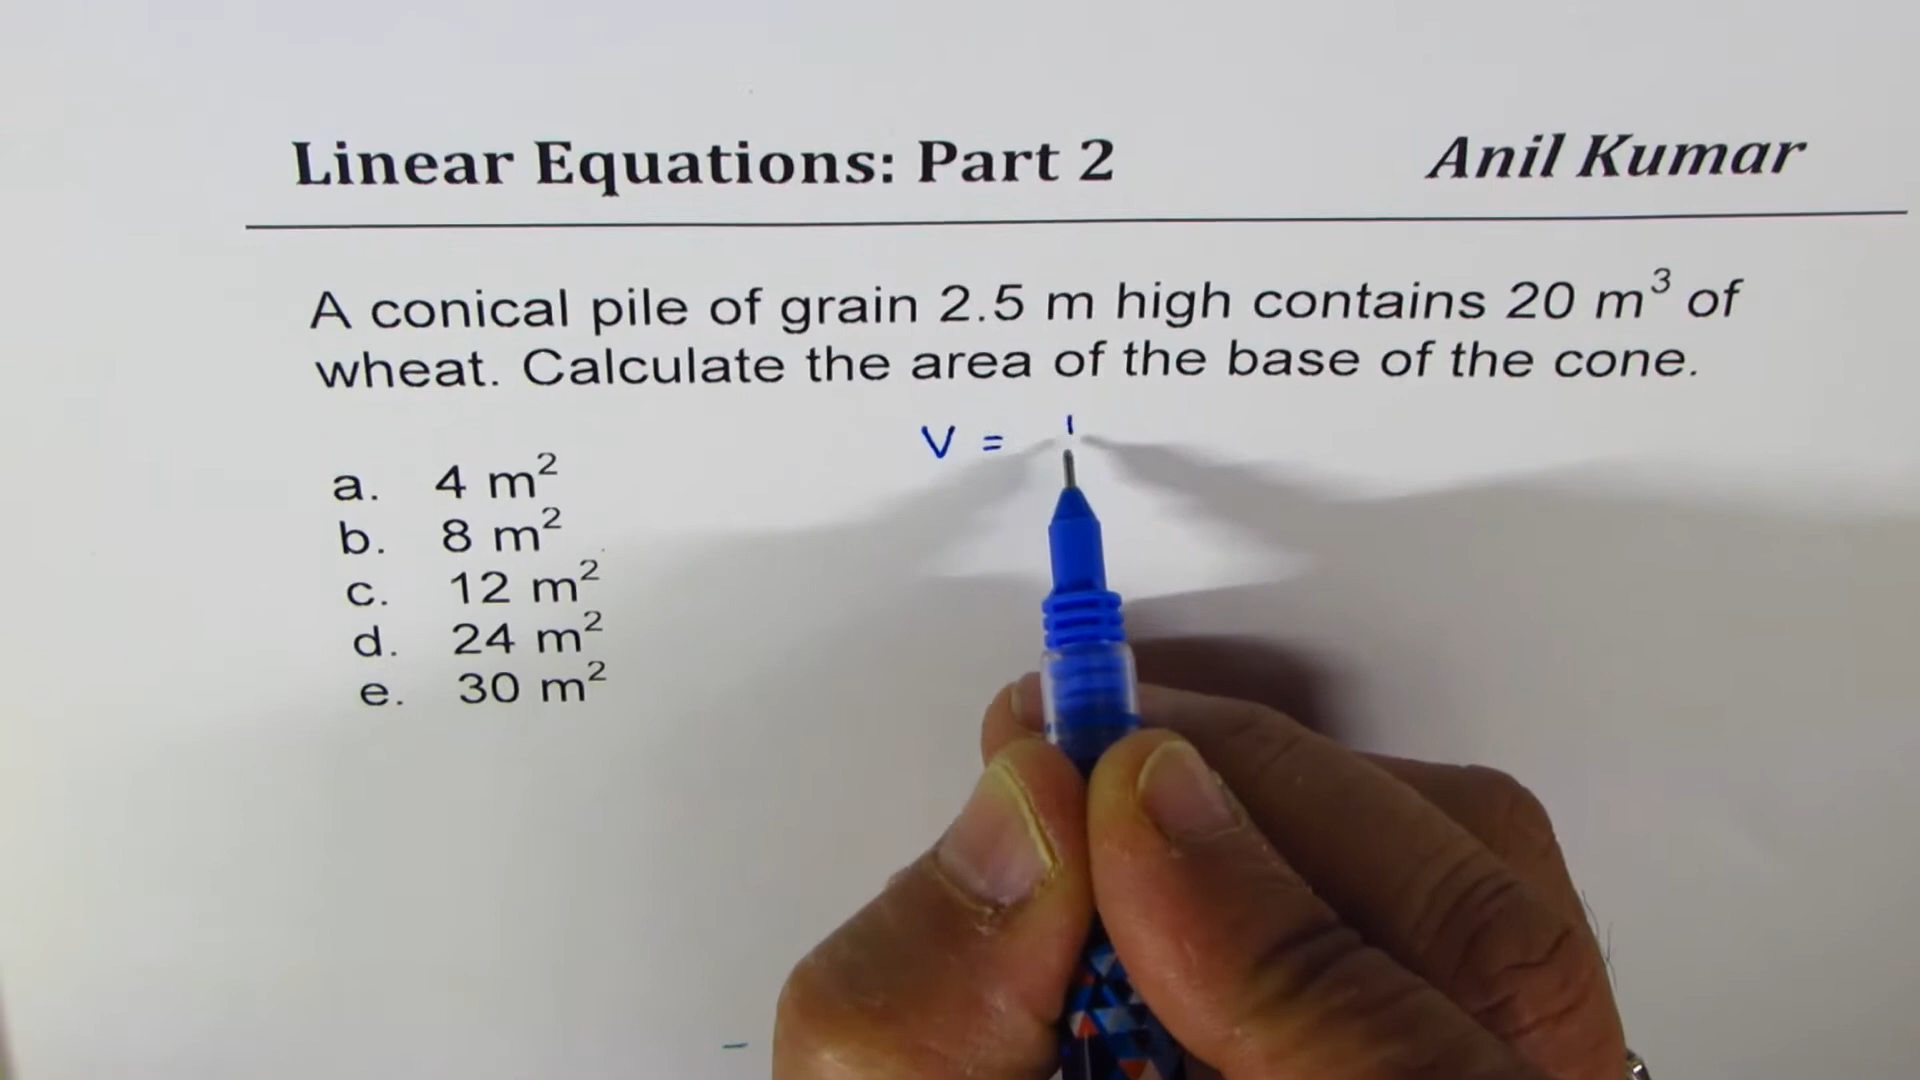 Linear Equations: Part 2 Anil Kumar
A conical pile of grain 2.5 m high contains 20 m³ of
wheat. Calculate the area of the base of the cone.
V = 1
a. 4 m²
b. 8 m²
c. 12 m²
d. 24 m²
e. 30 m²